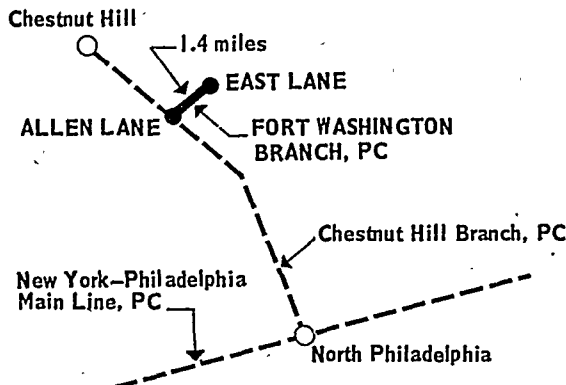 Chestnut Hill
1.4 miles
EAST LANE
ALLEN LANE
FORT WASHINGTON
BRANCH, PC
Chestnut Hill Branch, PC
New York-Philadelphia
Main Line, PC
North Philadelphia